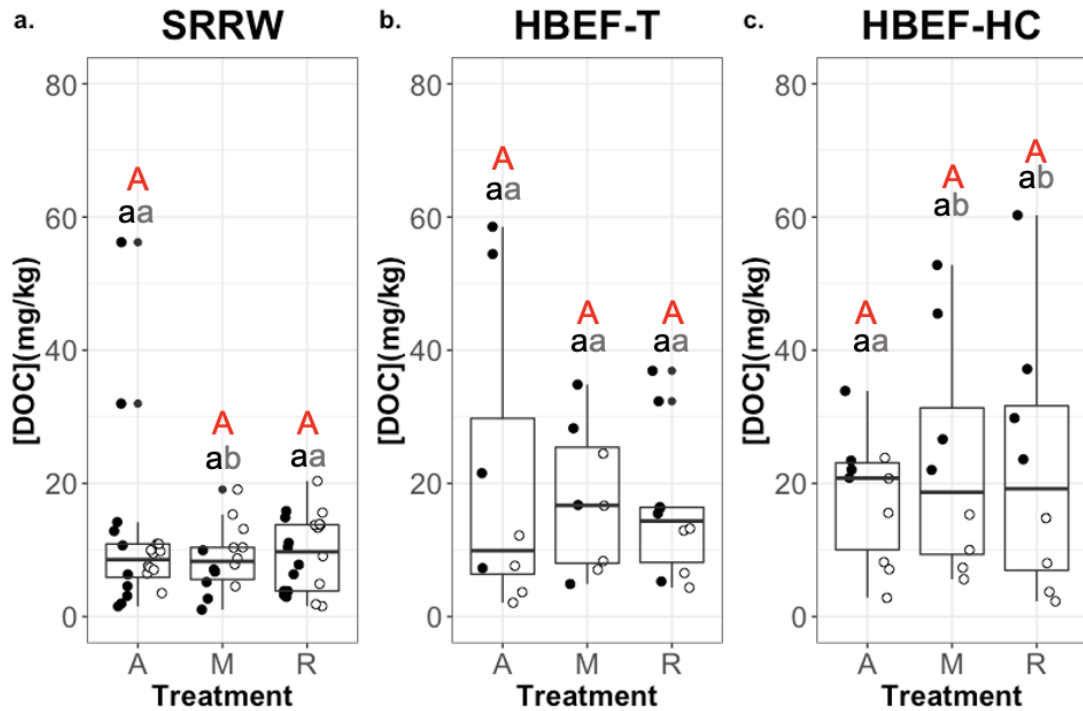 a. SRRW
80
60
40
20
0
[DOC](mg/kg)
A
aa
A
ab
A
aa
A M R
Treatment
b. HBEF-T
80
60
40
20
0
[DOC](mg/kg)
A
aa
A
aa
A
aa
A M R
Treatment
c. HBEF-HC
80
60
40
20
0
[DOC](mg/kg)
A
aa
A
ab
A
ab
A M R
Treatment